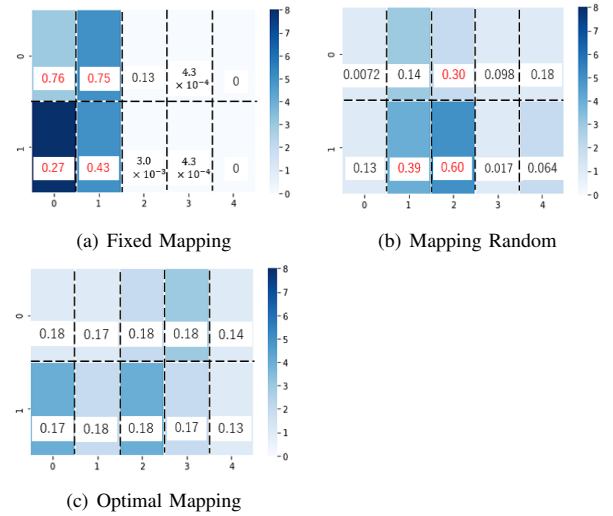 8
7
6
5
4
3
2
1
0
0
0.76 0.75 0.13 4.3 × 10⁻⁴ 0
1
0.27 0.43 3.0 × 10⁻³ 4.3 × 10⁻⁴ 0
0 1 2 3 4
(a) Fixed Mapping
8
7
6
5
4
3
2
1
0
0
0.0072 0.14 0.30 0.098 0.18
1
0.13 0.39 0.60 0.017 0.064
0 1 2 3 4
(b) Mapping Random
8
7
6
5
4
3
2
1
0
0
0.18 0.17 0.18 0.18 0.14
1
0.17 0.18 0.18 0.17 0.13
0 1 2 3 4
(c) Optimal Mapping